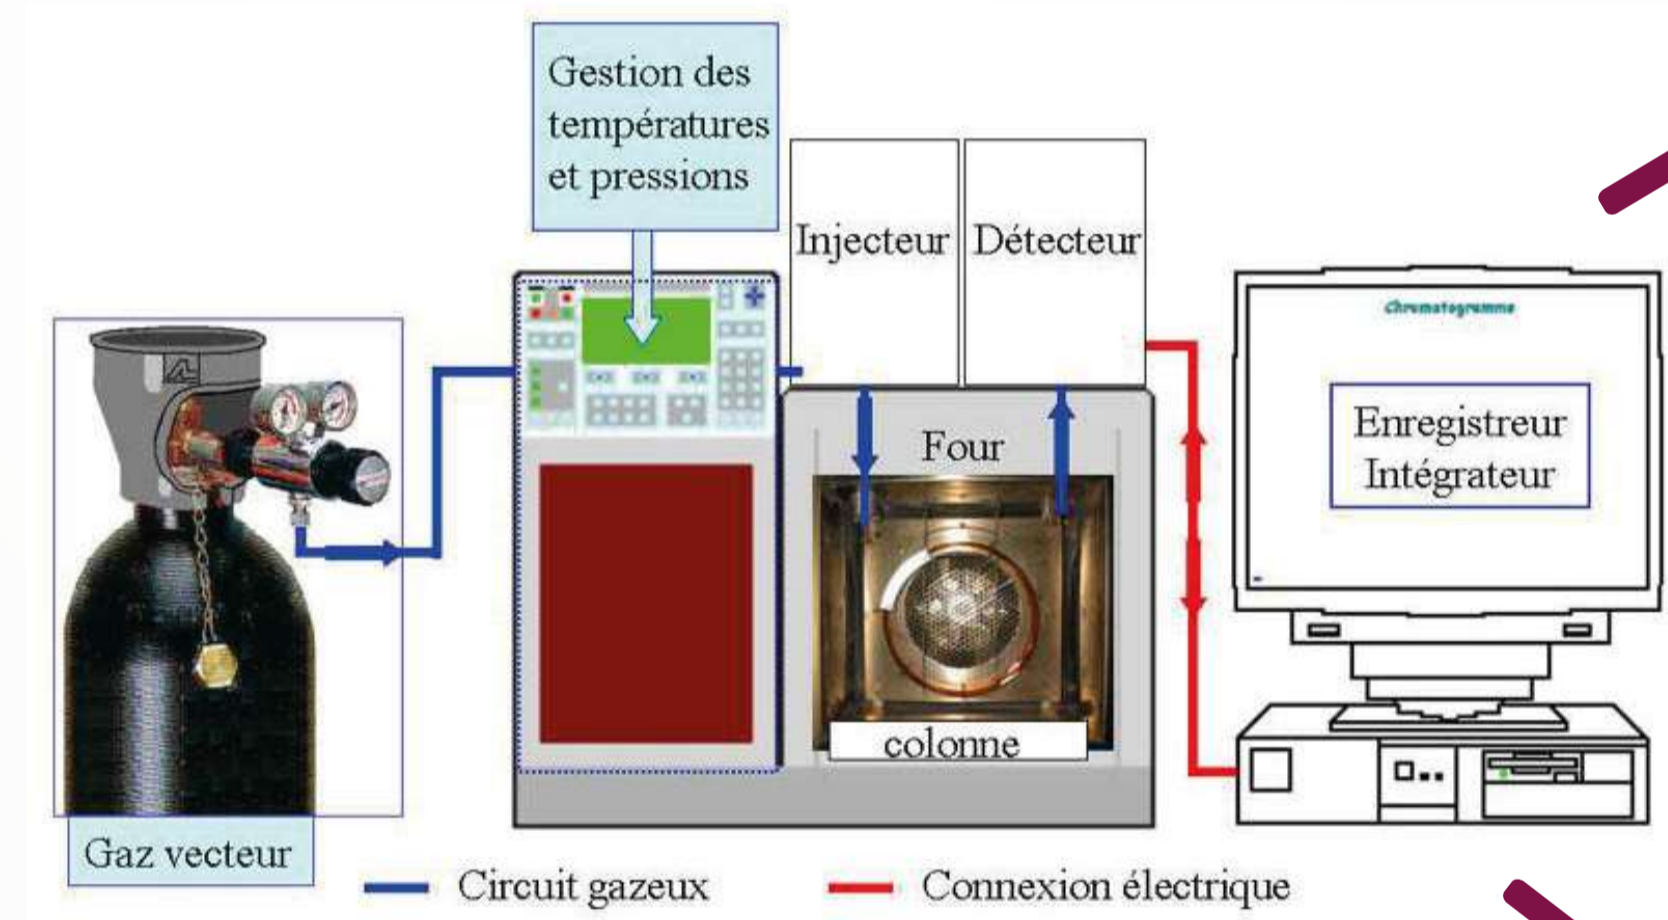 Gestion des
températures
et pressions
Injecteur
Détecteur
Chromatogramme
Enregistreur
Intégrateur
Four
colonne
Gaz vecteur
Circuit gazeux
Connexion électrique